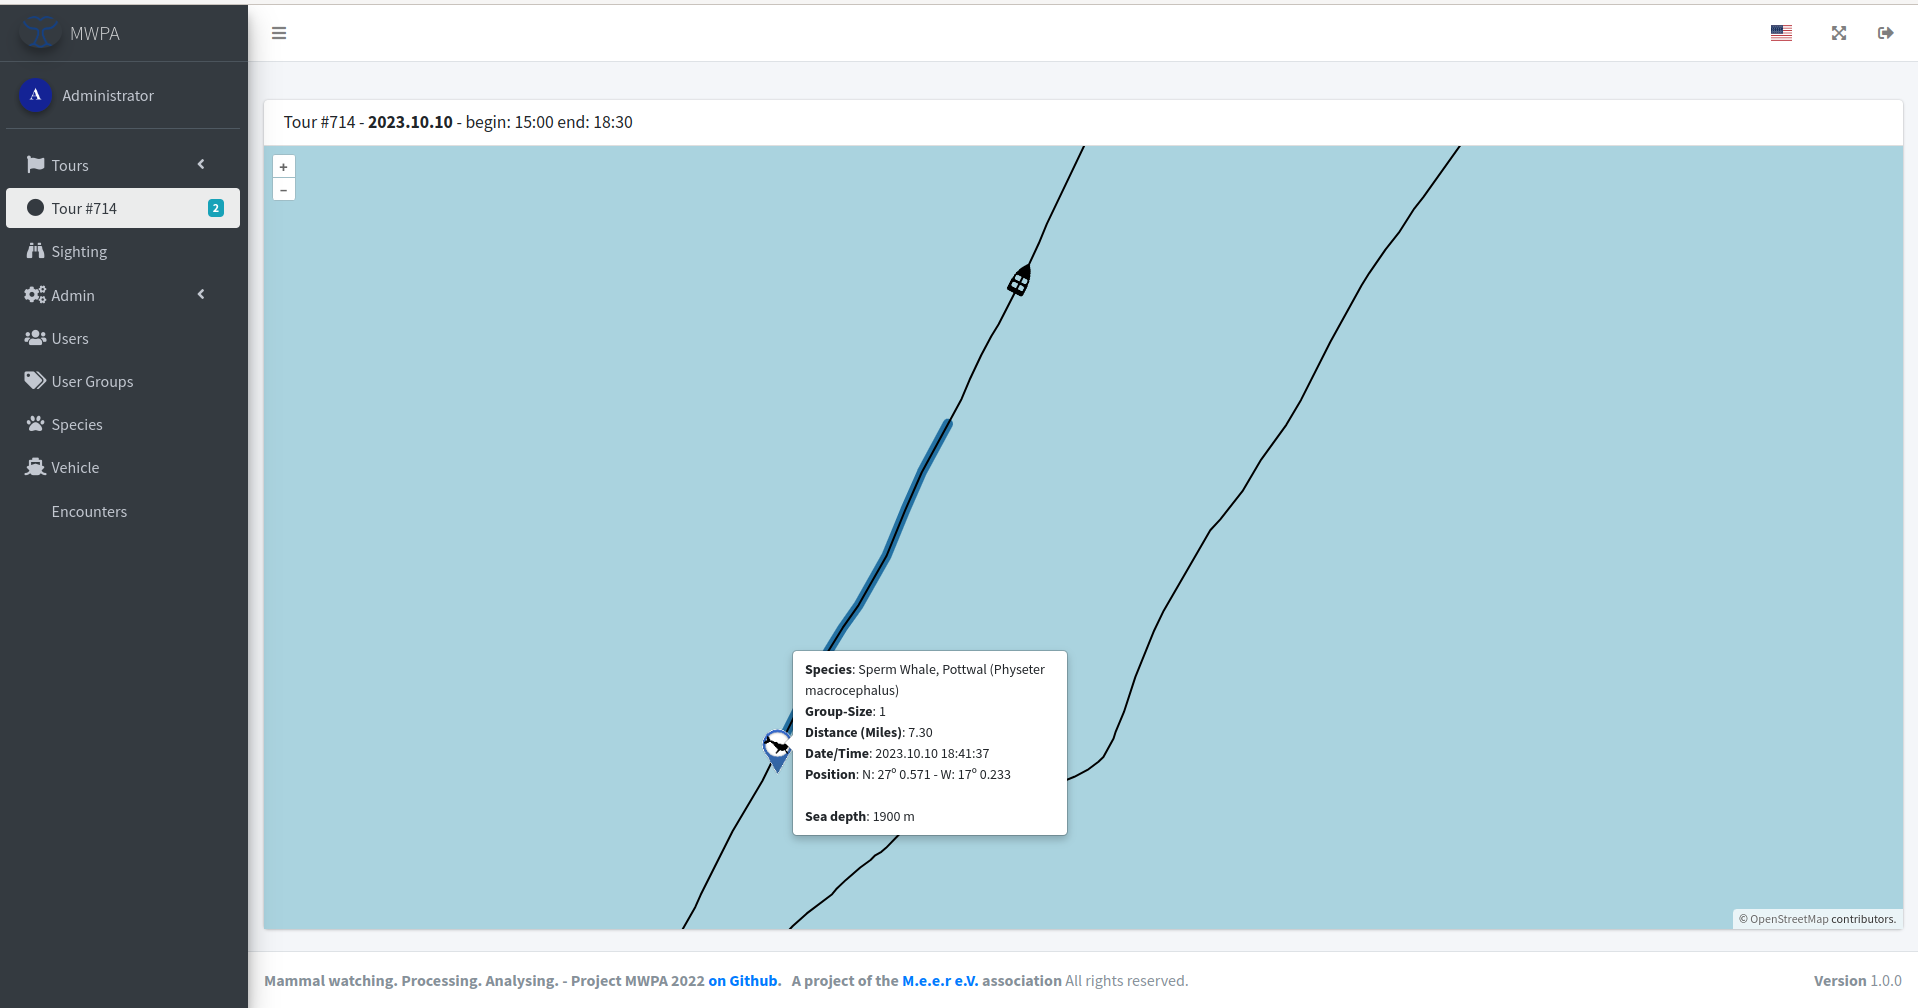 MWPA
A
Administrator
Tours
Tour #714
2
Sighting
Admin
Users
User Groups
Species
Vehicle
Encounters
Tour #714 - 2023.10.10 - begin: 15:00 end: 18:30
+
–
Species: Sperm Whale, Pottwal (Physeter
macrocephalus)
Group-Size: 1
Distance (Miles): 7.30
Date/Time: 2023.10.10 18:41:37
Position: N: 27º 0.571 - W: 17º 0.233
Sea depth: 1900 m
© OpenStreetMap contributors.
Mammal watching. Processing. Analysing. - Project MWPA 2022 on Github. A project of the M.e.e.r e.V. association All rights reserved.
Version 1.0.0